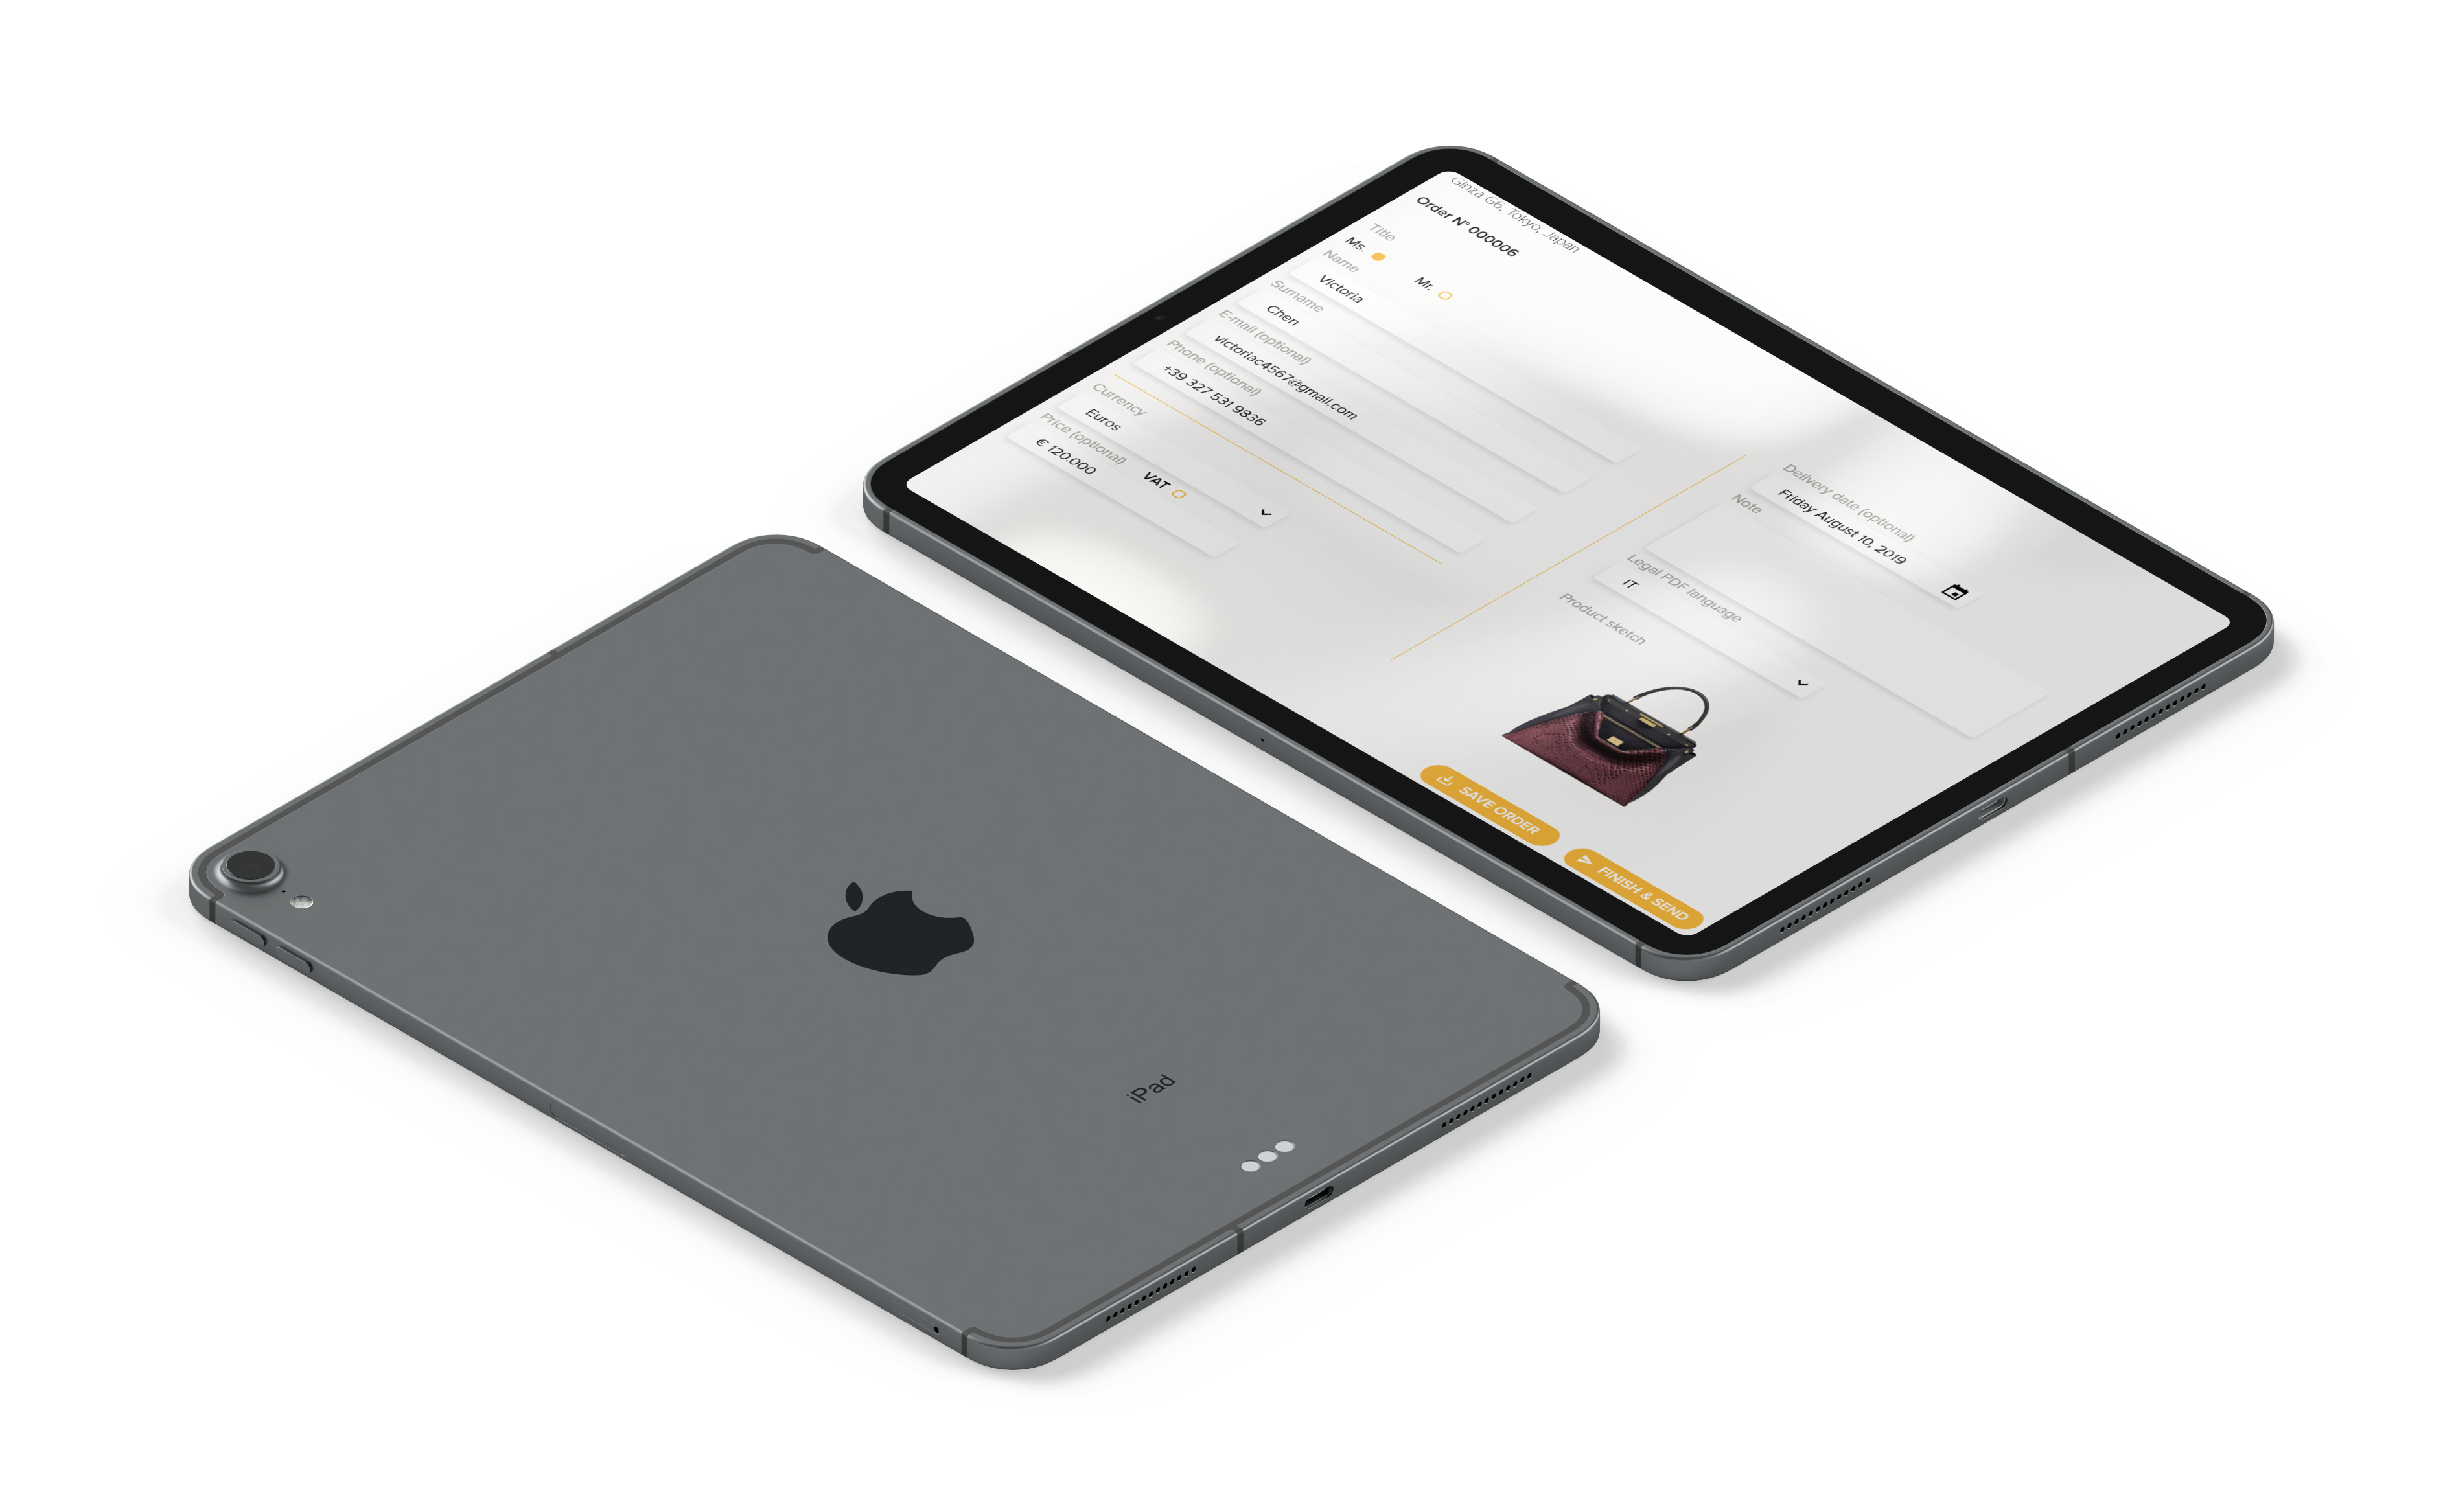 Ginza G6, Tokyo, Japan
Order N° 000006
Title
Ms.
Mr.
Name
Victoria
Surname
Chen
E-mail (optional)
victoriac4567@gmail.com
Phone (optional)
+39 327 531 9836
Currency
Euros
Price (optional)
€ 120.000
VAT
Delivery date (optional)
Friday August 10, 2019
Note
Legal PDF language
IT
Product sketch
SAVE ORDER
FINISH & SEND
iPad